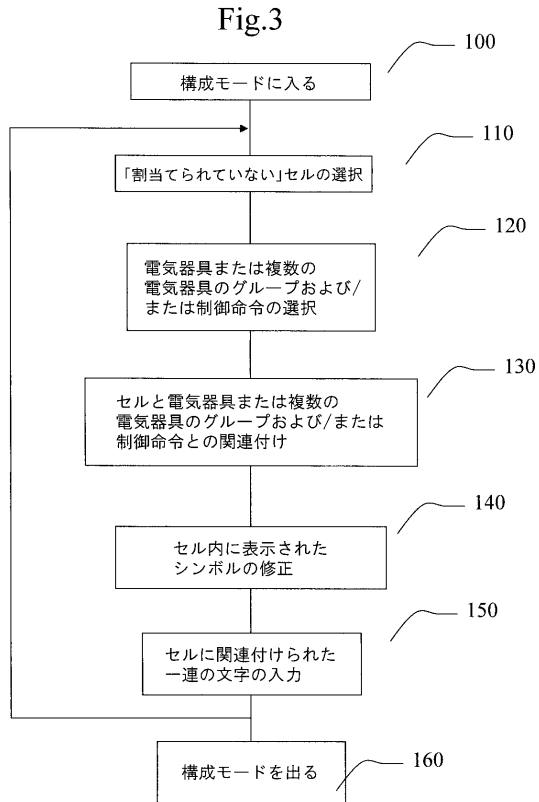 Fig.3
100
構成モードに入る
110
「割当てられていない」セルの選択
120
電気器具または複数の
電気器具のグループおよび/
または制御命令の選択
130
セルと電気器具または複数の
電気器具のグループおよび/または
制御命令との関連付け
140
セル内に表示された
シンボルの修正
150
セルに関連付けられた
一連の文字の入力
構成モードを出る
160